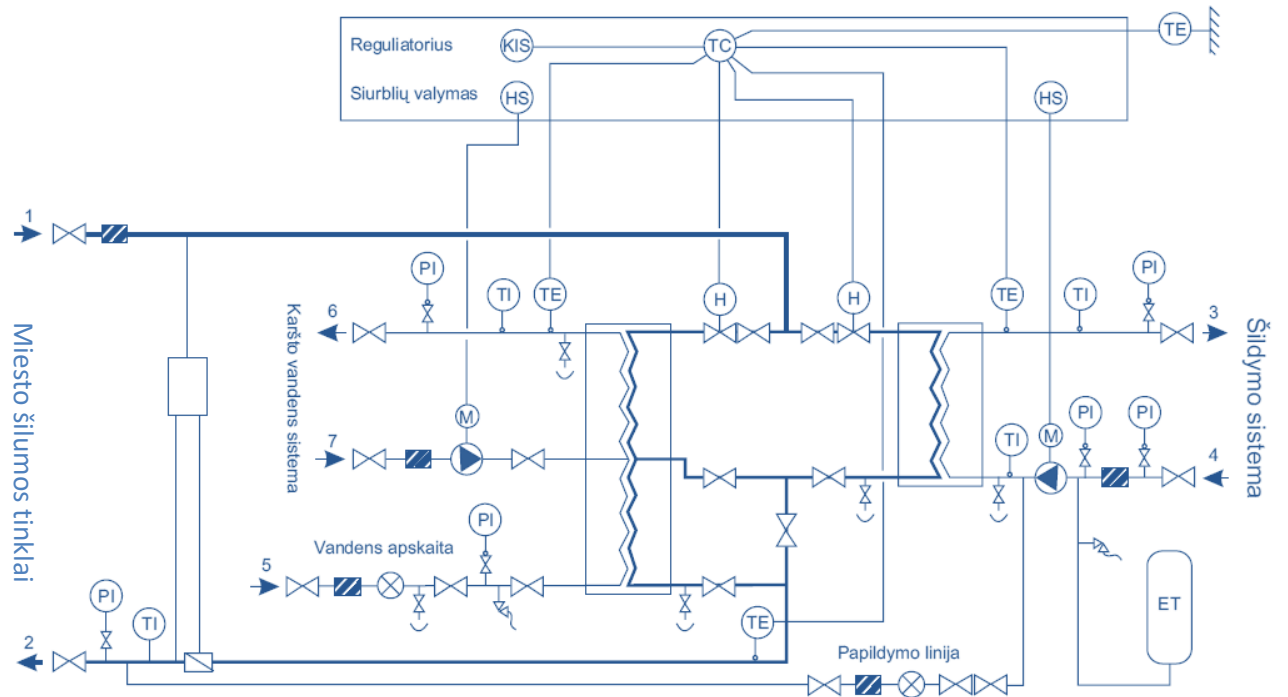 Reguliatorius
KIS
TC
TE
Siurblių valymas
HS
HS
1
PI
TI
TE
H
H
TE
TI
PI
6
3
Karšto vandens sistema
Miesto šilumos tinklai
Šildymo sistema
M
7
TI
M
PI
PI
4
PI
Vandens apskaita
5
ET
PI
TI
TE
2
Papildymo linija